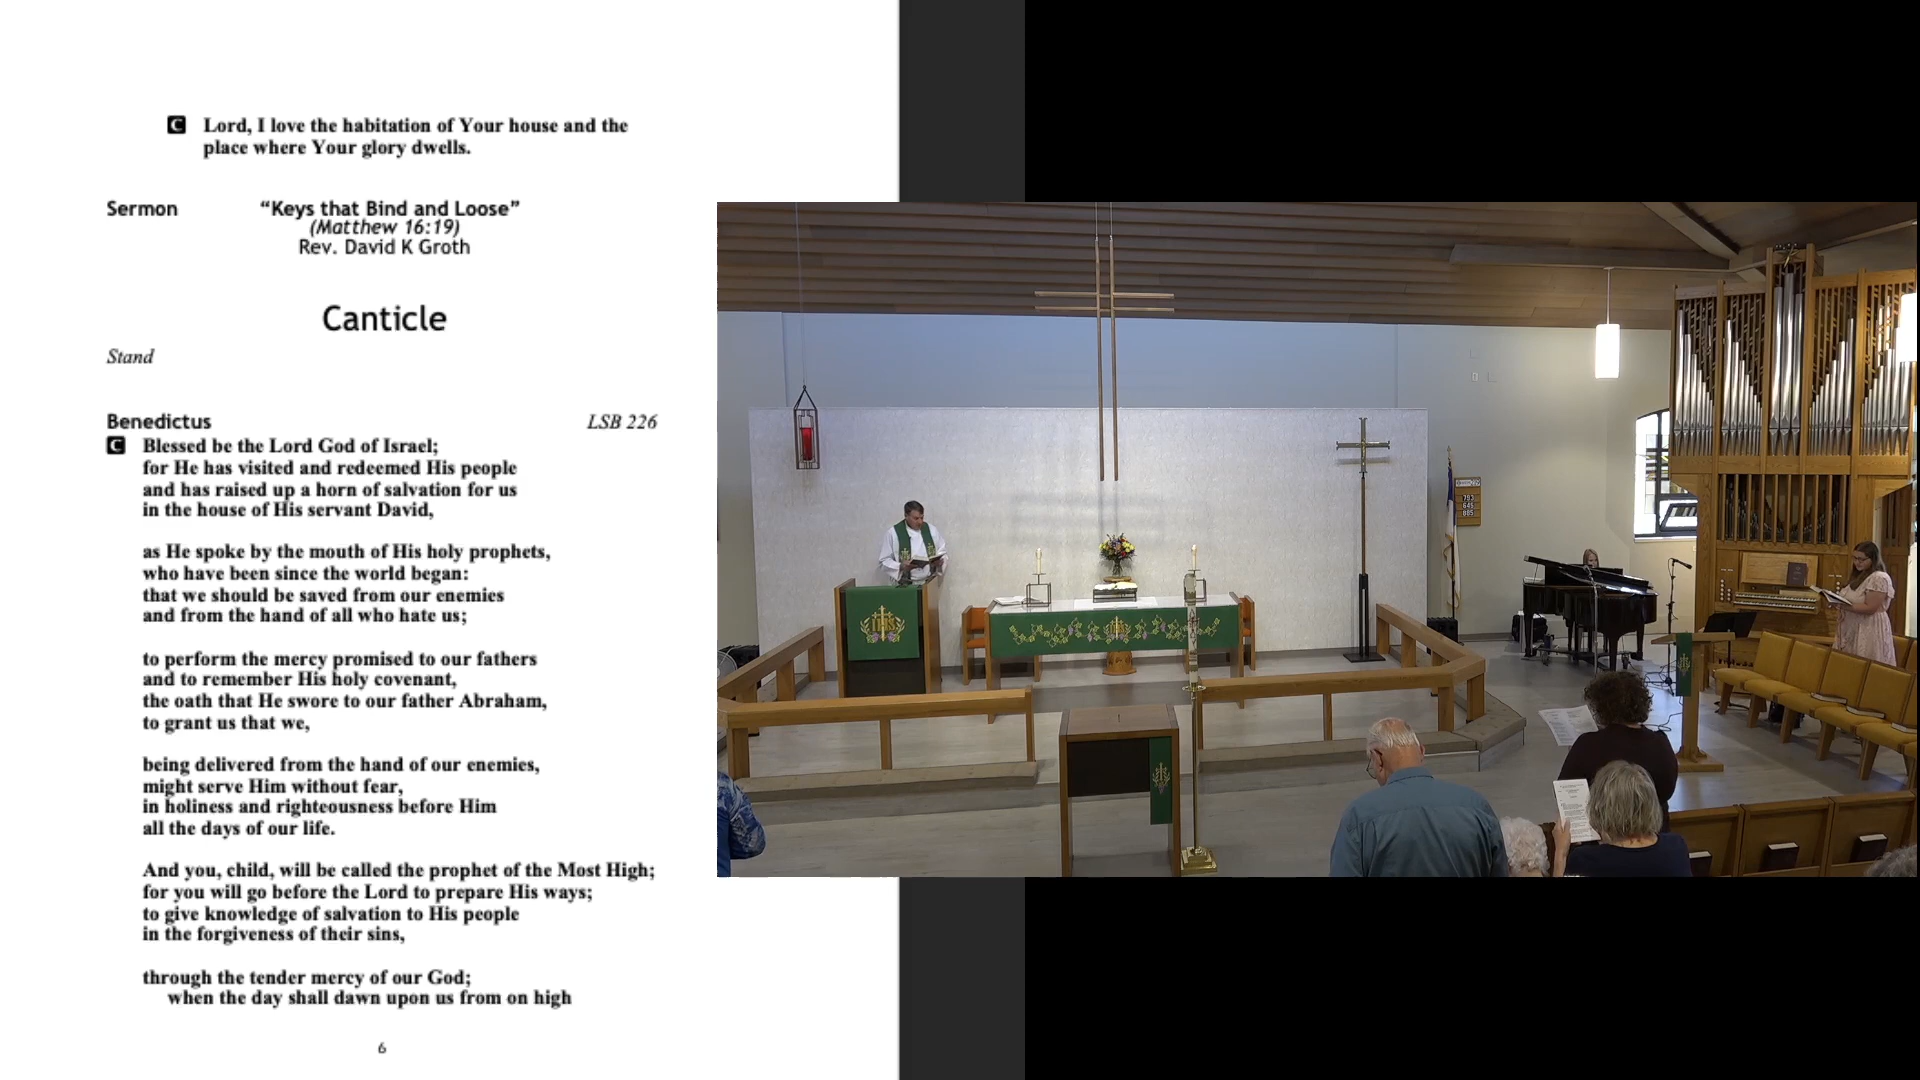 C Lord, I love the habitation of Your house and the
place where Your glory dwells.
Sermon "Keys that Bind and Loose"
(Matthew 16:19)
Rev. David K Groth
Canticle
Stand
Benedictus LSB 226
C Blessed be the Lord God of Israel;
for He has visited and redeemed His people
and has raised up a horn of salvation for us
in the house of His servant David,
as He spoke by the mouth of His holy prophets,
who have been since the world began:
that we should be saved from our enemies
and from the hand of all who hate us;
to perform the mercy promised to our fathers
and to remember His holy covenant,
the oath that He swore to our father Abraham,
to grant us that we,
being delivered from the hand of our enemies,
might serve Him without fear,
in holiness and righteousness before Him
all the days of our life.
And you, child, will be called the prophet of the Most High;
for you will go before the Lord to prepare His ways;
to give knowledge of salvation to His people
in the forgiveness of their sins,
through the tender mercy of our God;
when the day shall dawn upon us from on high
6
IHS
793
645
885